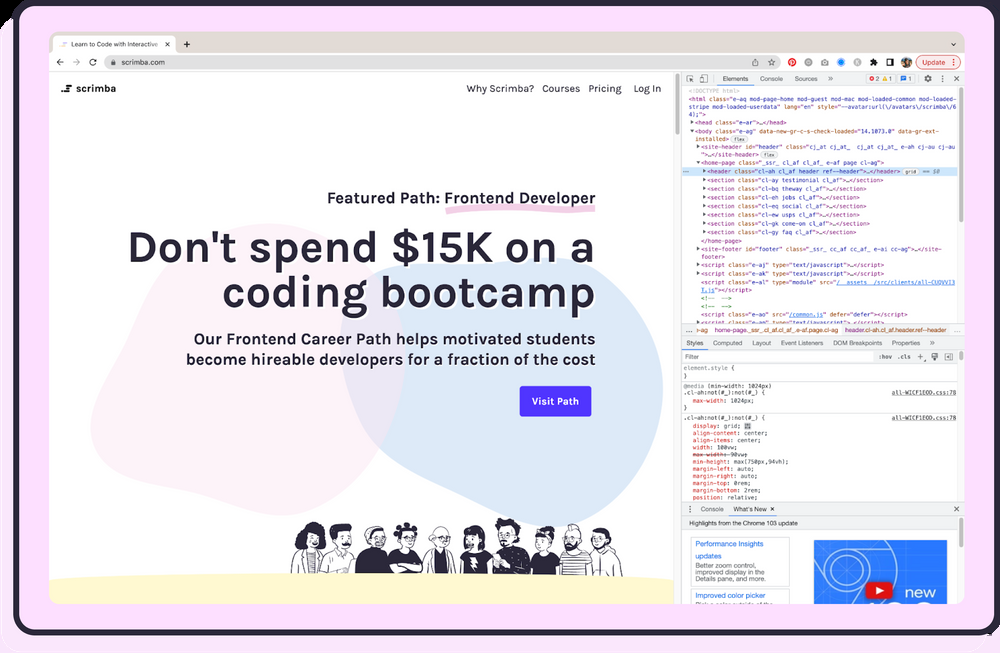 Learn to Code with Interactive
scrimba.com
Update
scrimba
Why Scrimba? Courses Pricing Log In
Featured Path: Frontend Developer
Don't spend $15K on a
coding bootcamp
Our Frontend Career Path helps motivated students
become hireable developers for a fraction of the cost
Visit Path
Elements Console Sources » 2 1 1
<!DOCTYPE html>
<html class="e-aq mod-page-home mod-guest mod-mac mod-loaded-common mod-loaded-
stripe mod-loaded-userdata" lang="en" style="--avatar:url(\/avatars\/scrimba\/6
4);">
<head class="e-ar">…</head>
<body class="e-ag" data-new-gr-c-s-check-loaded="14.1073.0" data-gr-ext-
installed> flex
<site-header id="header" class="cj_at cj_at_ cj_at cj_at_ e-ah cj-au cj-au
">…</site-header> flex
<home-page class="_ssr_ cl_af cl_af_ e-af page cl-ag">
<header class="cl-ah cl_af header ref--header">…</header> grid == $0
<section class="cl-ay testimonial cl_af">…</section>
<section class="cl-bq theway cl_af">…</section>
<section class="cl-eh jobs cl_af">…</section>
<section class="cl-eq social cl_af">…</section>
<section class="cl-ew usps cl_af">…</section>
<section class="cl-gk come-on cl_af">…</section>
<section class="cl-gy faq cl_af">…</section>
</home-page>
<site-footer id="footer" class="_ssr_ cc_af cc_af_ e-ai cc-ag">…</site-
footer>
<script class="e-aj" type="text/javascript">…</script>
<script class="e-ak" type="text/javascript">…</script>
<script class="e-al" type="module" src="/__assets__/src/clients/all-CUQVVI3
T.js"></script>
<!-- -->
<!-- -->
<script class="e-ao" src="/common.js" defer="defer"></script>
… r-ag home-page._ssr_.cl_af.cl_af_.e-af.page.cl-ag header.cl-ah.cl_af.header.ref--header …
Styles Computed Layout Event Listeners DOM Breakpoints Properties »
Filter :hov .cls +
element.style {
}
@media (min-width: 1024px)
.cl-ah:not(#_):not(#_) { all-WICF1EOD.css:78
max-width: 1024px;
}
.cl-ah:not(#_):not(#_) { all-WICF1EOD.css:78
display: grid;
align-content: center;
align-items: center;
width: 100vw;
max-width: 90vw;
min-height: max(750px,94vh);
margin-left: auto;
margin-right: auto;
margin-top: 0rem;
margin-bottom: 2rem;
position: relative;
Console What's New
Highlights from the Chrome 103 update
Performance Insights
updates
Better zoom control,
improved display in the
Details pane, and more.
Improved color picker
new